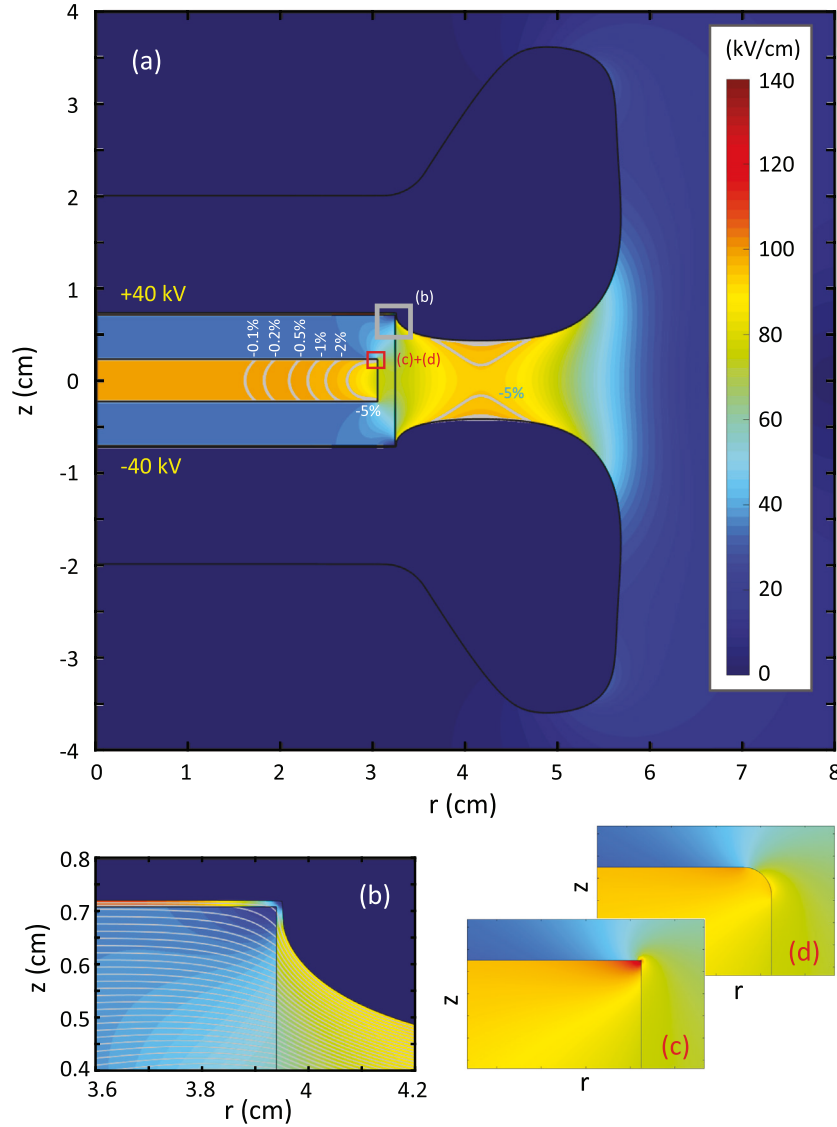 4
(a)
(kV/cm)
140
3
120
2
100
1
+40 kV
(b)
-0.1%
-0.2%
-0.5%
-1%
-2%
80
(c)+(d)
z (cm)
0
-5%
-5%
60
-40 kV
-1
40
-2
20
-3
0
-4
0 1 2 3 4 5 6 7 8
r (cm)
0.8
(b)
0.7
z (cm)
0.6
0.5
0.4
3.6 3.8 4 4.2
r (cm)
z
(d)
r
z
(c)
r